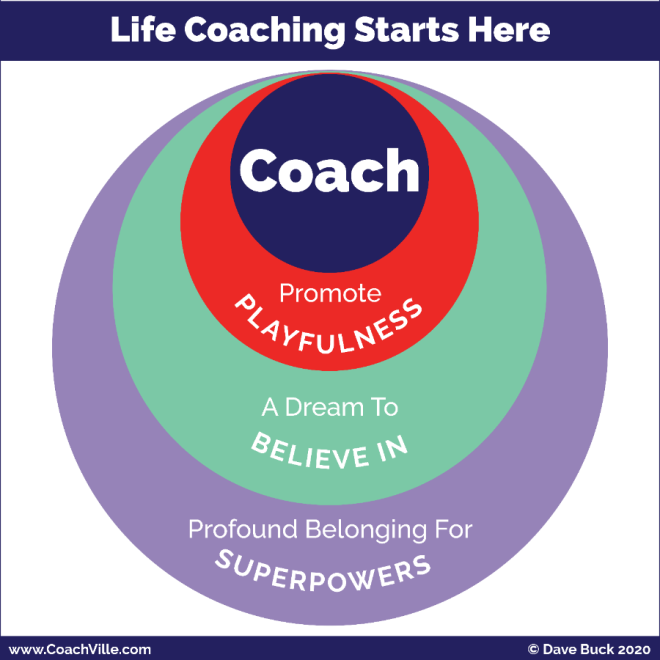 Life Coaching Starts Here
Coach
Promote
PLAYFULNESS
A Dream To
BELIEVE IN
Profound Belonging For
SUPERPOWERS
www.CoachVille.com
© Dave Buck 2020